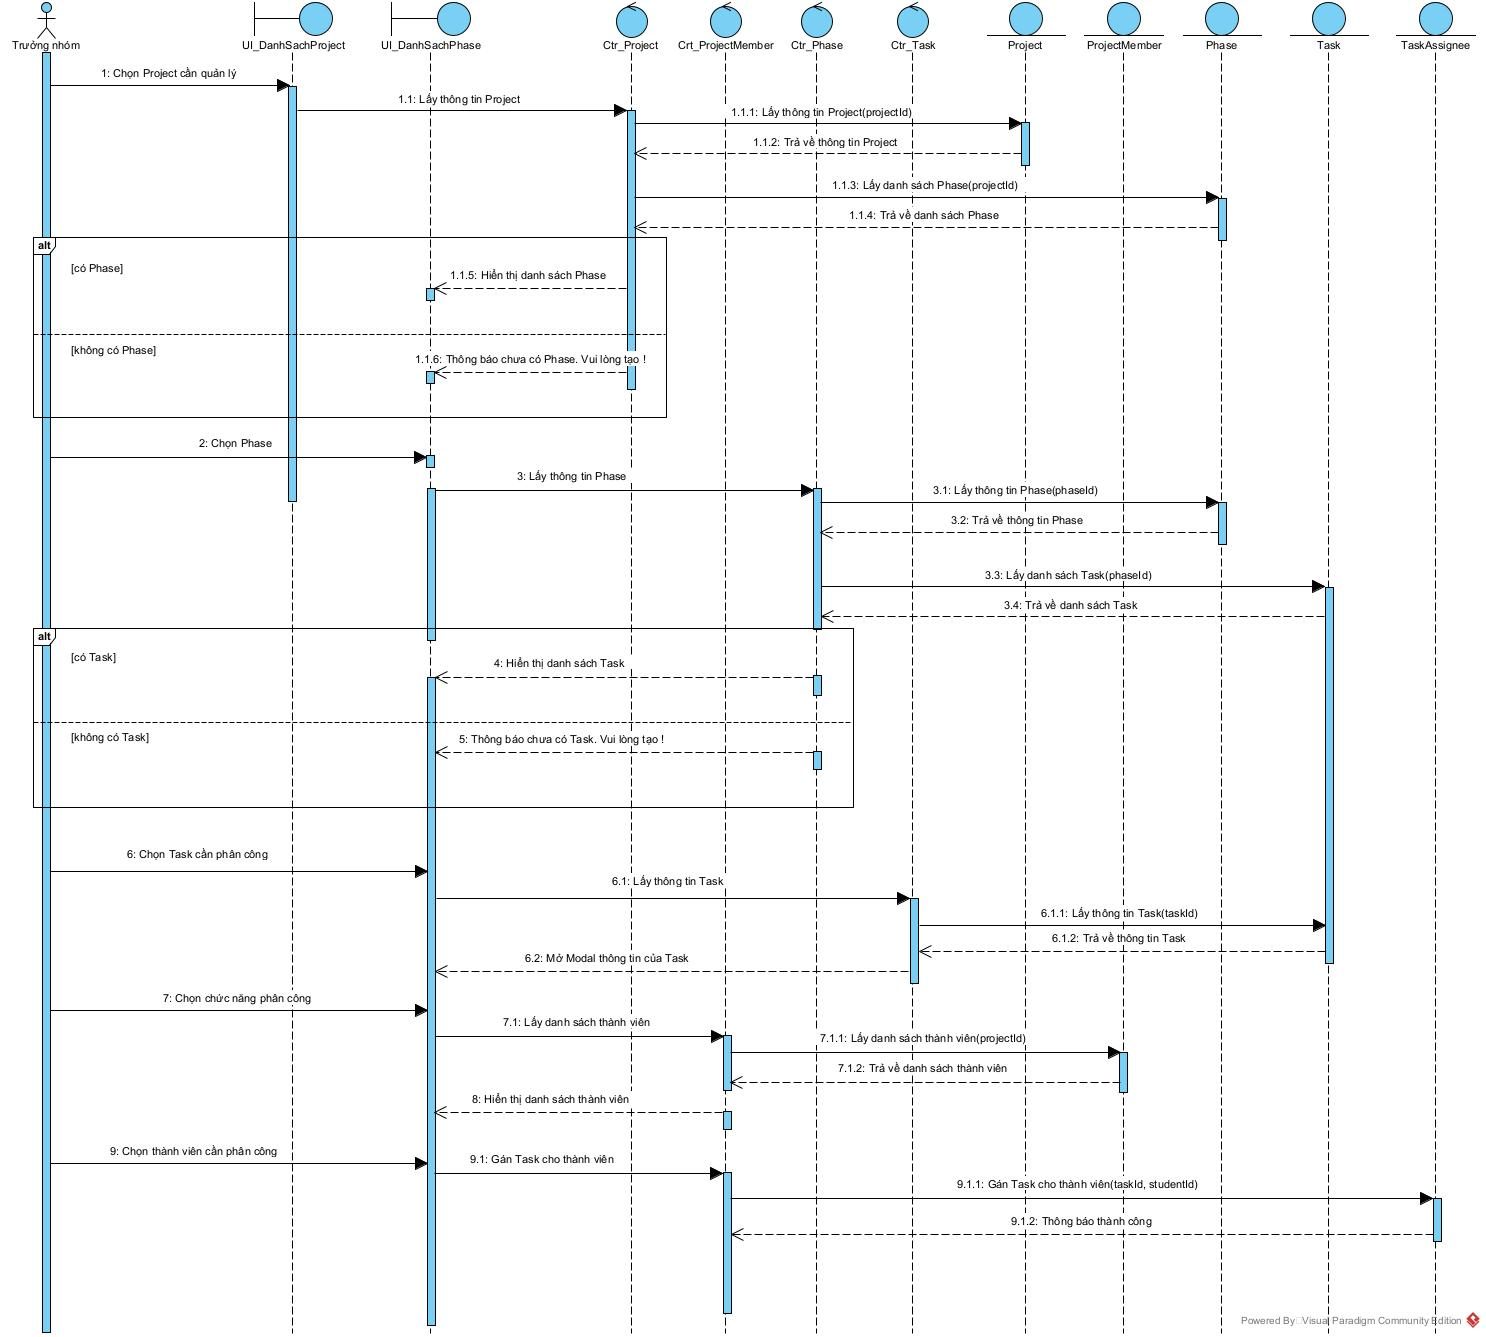 Trưởng nhóm
UI_DanhSachProject
UI_DanhSachPhase
Ctr_Project
Crt_ProjectMember
Ctr_Phase
Ctr_Task
Project
ProjectMember
Phase
Task
TaskAssignee
1: Chọn Project cần quản lý
1.1: Lấy thông tin Project
1.1.1: Lấy thông tin Project(projectId)
1.1.2: Trả về thông tin Project
1.1.3: Lấy danh sách Phase(projectId)
1.1.4: Trả về danh sách Phase
alt
[có Phase]
1.1.5: Hiển thị danh sách Phase
[không có Phase]
1.1.6: Thông báo chưa có Phase. Vui lòng tạo !
2: Chọn Phase
3: Lấy thông tin Phase
3.1: Lấy thông tin Phase(phaseId)
3.2: Trả về thông tin Phase
3.3: Lấy danh sách Task(phaseId)
3.4: Trả về danh sách Task
alt
[có Task]
4: Hiển thị danh sách Task
[không có Task]
5: Thông báo chưa có Task. Vui lòng tạo !
6: Chọn Task cần phân công
6.1: Lấy thông tin Task
6.1.1: Lấy thông tin Task(taskId)
6.1.2: Trả về thông tin Task
6.2: Mở Modal thông tin của Task
7: Chọn chức năng phân công
7.1: Lấy danh sách thành viên
7.1.1: Lấy danh sách thành viên(projectId)
7.1.2: Trả về danh sách thành viên
8: Hiển thị danh sách thành viên
9: Chọn thành viên cần phân công
9.1: Gán Task cho thành viên
9.1.1: Gán Task cho thành viên(taskId, studentId)
9.1.2: Thông báo thành công
Powered By Visual Paradigm Community Edition